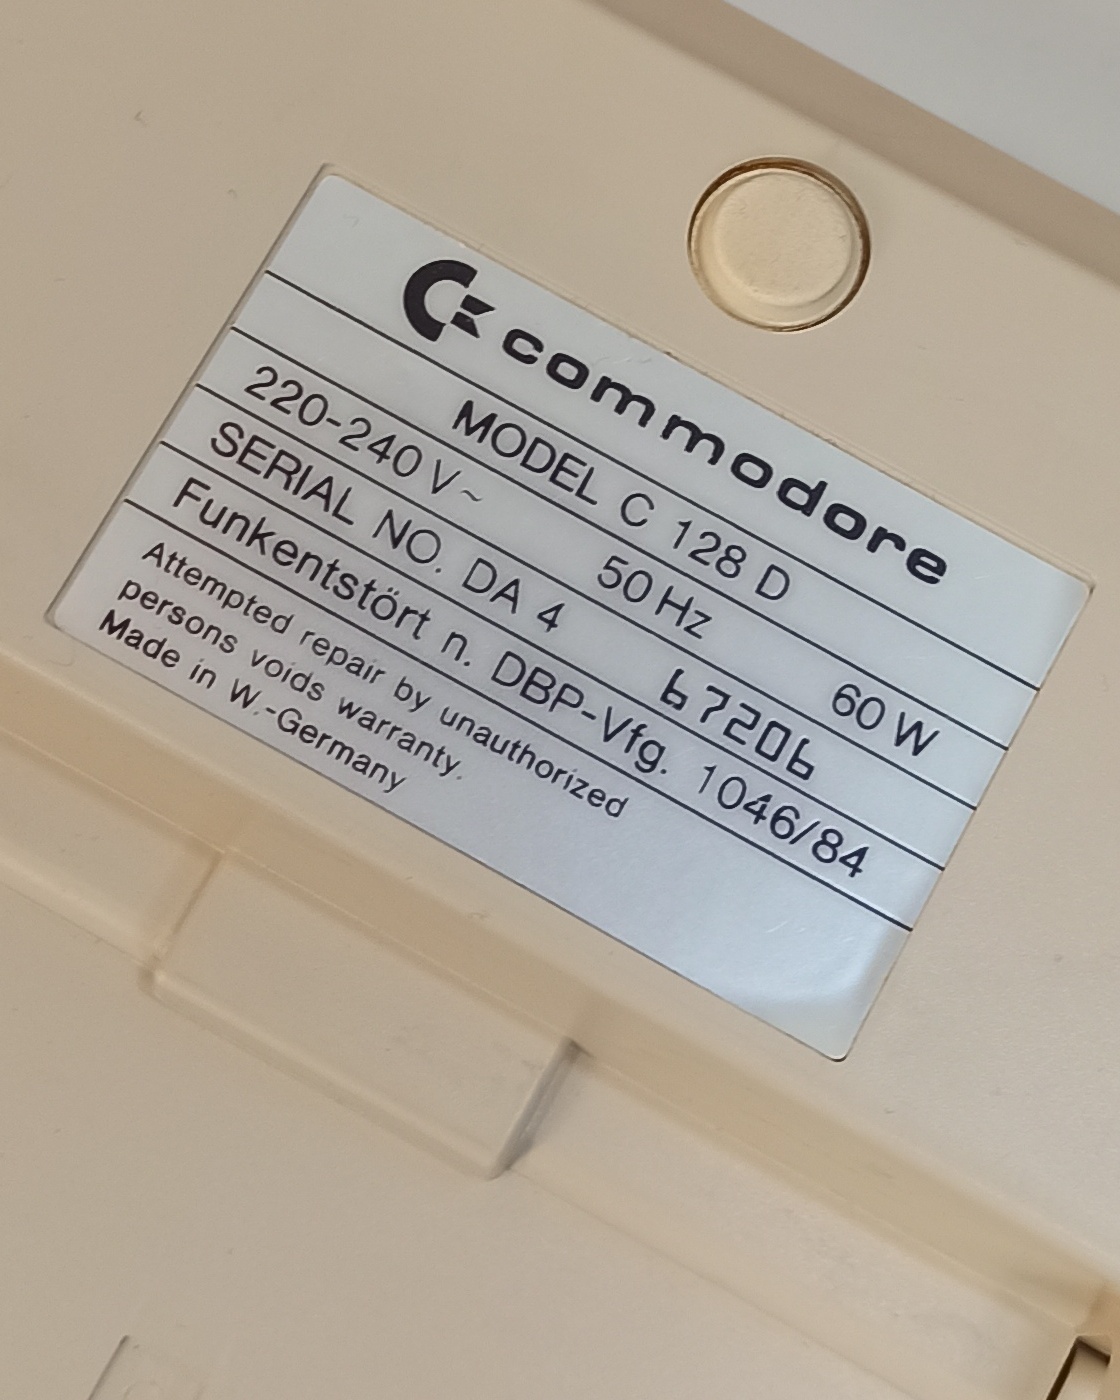 commodore
MODEL C 128 D
220-240 V ~ 50 Hz 60 W
SERIAL NO. DA 4 67206
Funkentstört n. DBP-Vfg. 1046/84
Attempted repair by unauthorized
persons voids warranty.
Made in W.-Germany